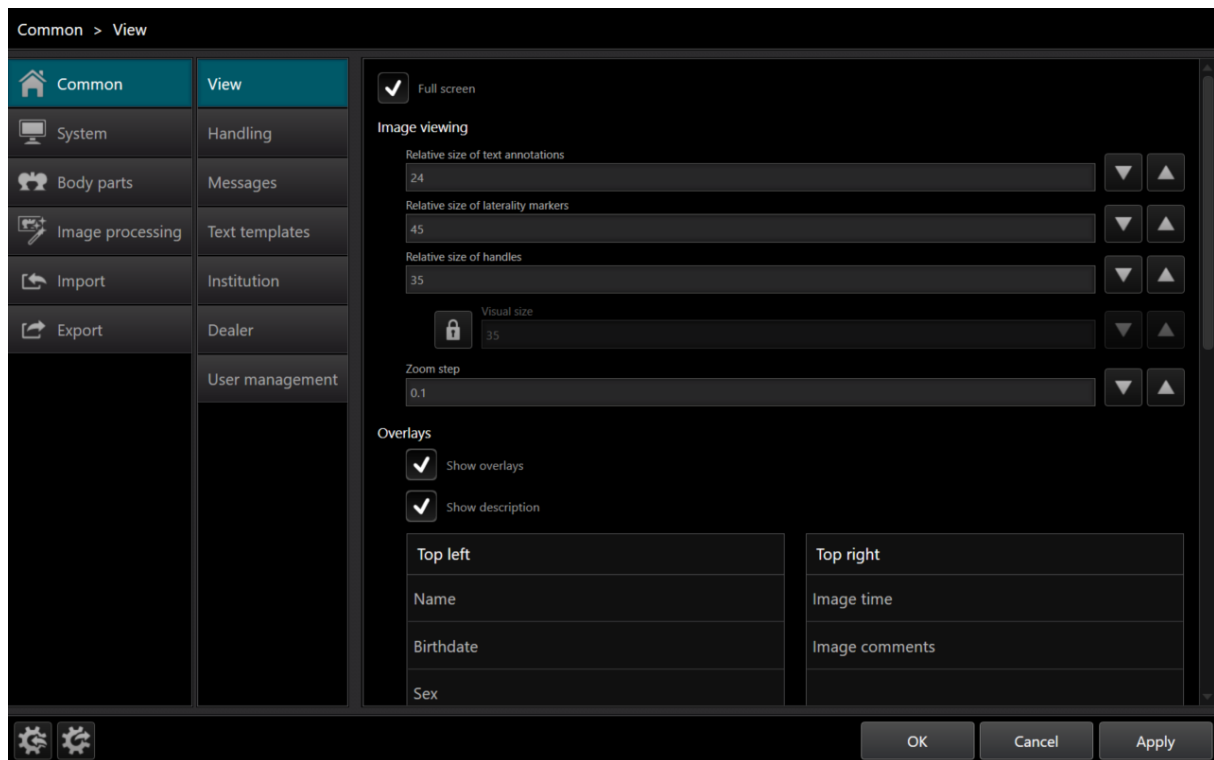 Common > View
Common
System
Body parts
Image processing
Import
Export
View
Handling
Messages
Text templates
Institution
Dealer
User management
Full screen
Image viewing
Relative size of text annotations
24
Relative size of laterality markers
45
Relative size of handles
35
Visual size
35
Zoom step
0.1
Overlays
Show overlays
Show description
Top left
Name
Birthdate
Sex
Top right
Image time
Image comments
OK
Cancel
Apply